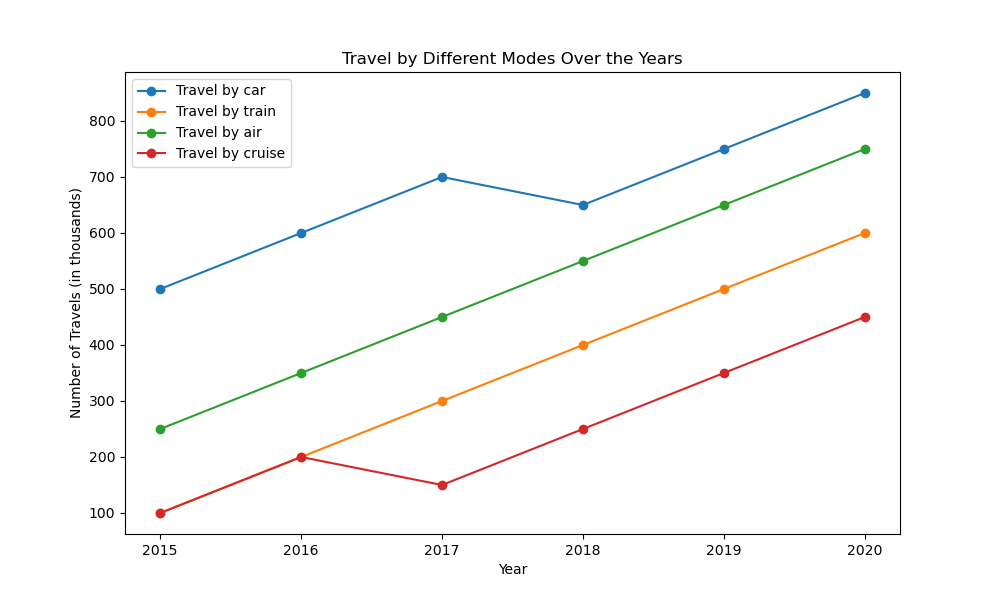 Travel by Different Modes Over the Years
Travel by car
Travel by train
Travel by air
Travel by cruise
Number of Travels (in thousands)
800
700
600
500
400
300
200
100
2015 2016 2017 2018 2019 2020
Year